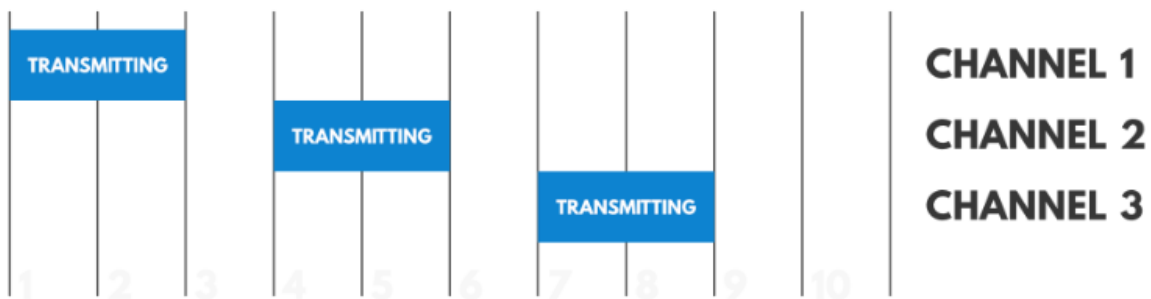 TRANSMITTING CHANNEL 1
TRANSMITTING CHANNEL 2
TRANSMITTING CHANNEL 3
1 2 3 4 5 6 7 8 9 10